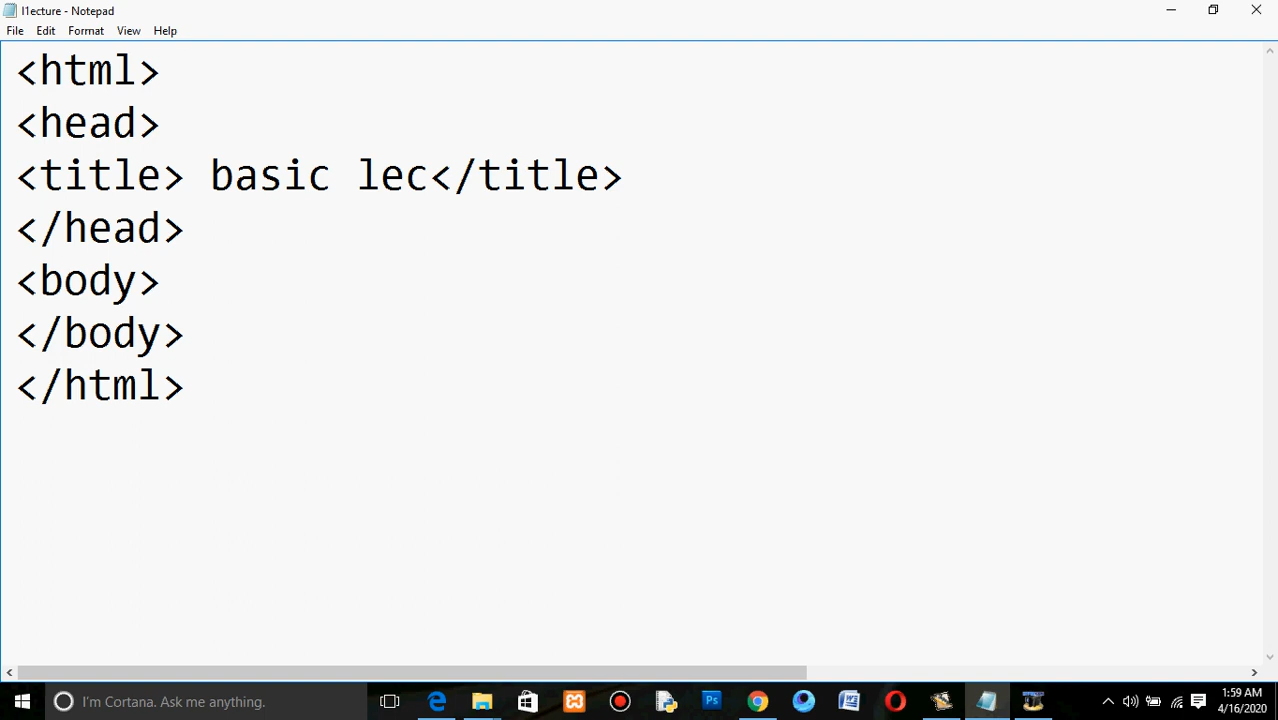 l1ecture - Notepad
File Edit Format View Help
<html>
<head>
<title> basic lec</title>
</head>
<body>
</body>
</html>
I'm Cortana. Ask me anything.
Ps
1:59 AM
4/16/2020